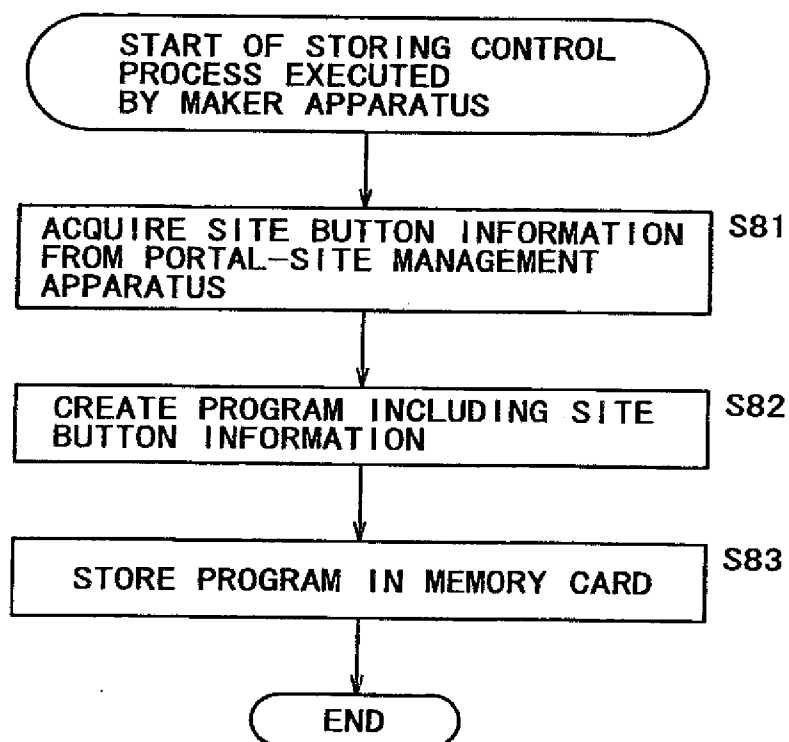 START OF STORING CONTROL
PROCESS EXECUTED
BY MAKER APPARATUS
ACQUIRE SITE BUTTON INFORMATION
FROM PORTAL-SITE MANAGEMENT
APPARATUS
S81
CREATE PROGRAM INCLUDING SITE
BUTTON INFORMATION
S82
STORE PROGRAM IN MEMORY CARD
S83
END